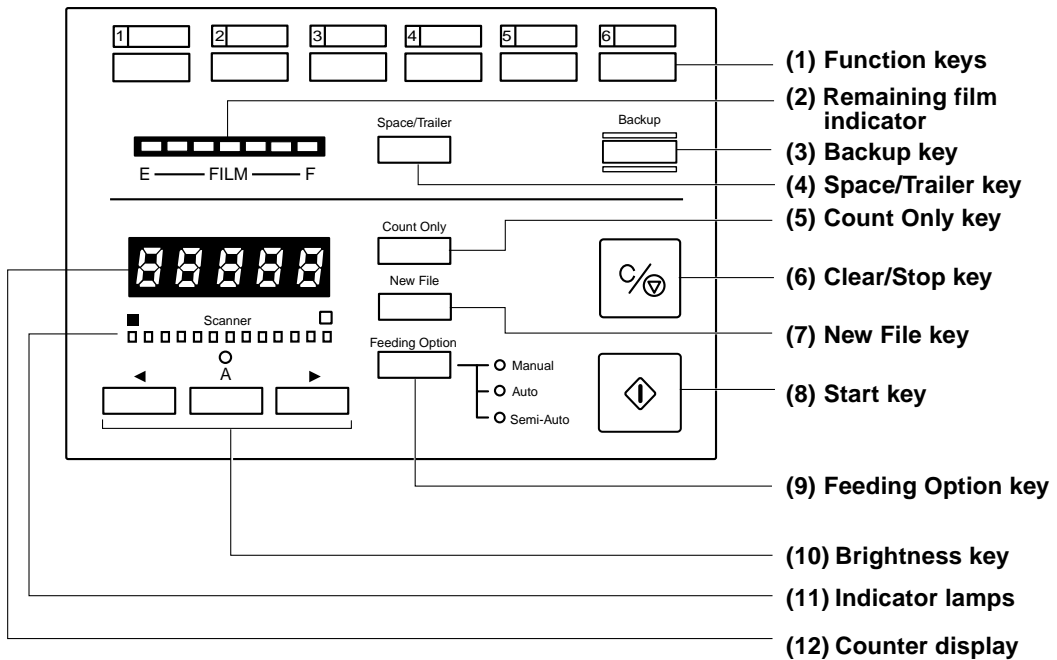 1 2 3 4 5 6
(1) Function keys
(2) Remaining film
indicator
Space/Trailer
Backup
(3) Backup key
E FILM F
(4) Space/Trailer key
(5) Count Only key
Count Only
88888
C/
(6) Clear/Stop key
New File
Scanner
(7) New File key
Feeding Option
Manual
A
Auto
(8) Start key
Semi-Auto
(9) Feeding Option key
(10) Brightness key
(11) Indicator lamps
(12) Counter display